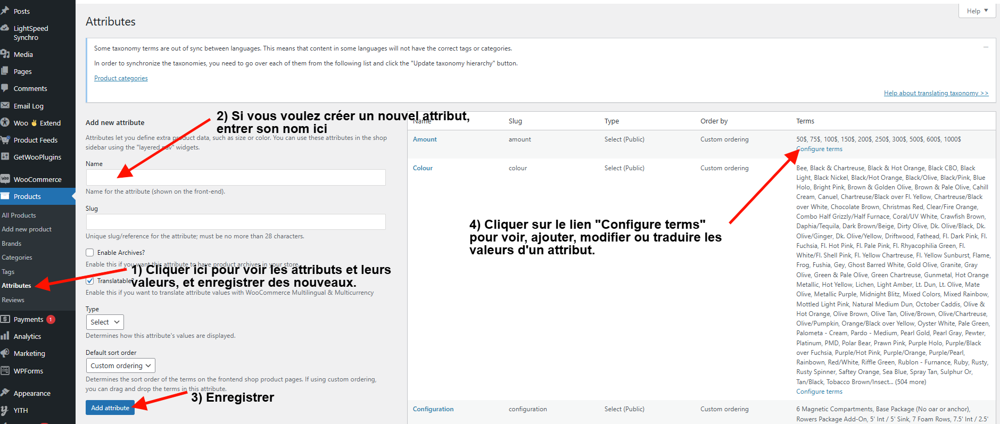 Posts
LightSpeed
Synchro
Media
Pages
Comments
Email Log
Woo ✌ Extend
Product Feeds
GetWooPlugins
WooCommerce
Products
All Products
Add new product
Brands
Categories
Tags
Attributes
Reviews
Payments 1
Analytics
Marketing
WPForms
Appearance
YITH
Help
Attributes
Some taxonomy terms are out of sync between languages. This means that content in some languages will not have the correct tags or categories.
In order to synchronize the taxonomies, you need to go over each of them from the following list and click the "Update taxonomy hierarchy" button.
Product categories
Help about translating taxonomy >>
2) Si vous voulez créer un nouvel attribut,
entrer son nom ici
Add new attribute
Attributes let you define extra product data, such as size or color. You can use these attributes in the shop
sidebar using the "layered nav" widgets.
Name
Name for the attribute (shown on the front-end).
Slug
Unique slug/reference for the attribute; must be no more than 28 characters.
Enable Archives?
Enable this if you want this attribute to have product archives in your store.
1) Cliquer ici pour voir les attributs et leurs
valeurs, et enregistrer des nouveaux.
Translatable?
Enable this if you want to translate attribute values with WooCommerce Multilingual & Multicurrency
Type
Select
Determines how this attribute's values are displayed.
Default sort order
Custom ordering
Determines the sort order of the terms on the frontend shop product pages. If using custom ordering,
you can drag and drop the terms in this attribute.
3) Enregistrer
Add attribute
Name Slug Type Order by Terms
Amount amount Select (Public) Custom ordering 50$, 75$, 100$, 150$, 200$, 250$, 300$, 500$, 600$, 1000$
Configure terms
Colour colour Select (Public) Custom ordering Bee, Black & Chartreuse, Black & Hot Orange, Black CBO, Black
Light, Black Nickel, Black/Hot Orange, Black/Olive, Black/Pink, Blue
Holo, Bright Pink, Brown & Golden Olive, Brown & Pale Olive, Cahill
Cream, Canuel, Chartreuse/Black over Fl. Yellow, Chartreuse/Black
over White, Chocolate Brown, Christmas Red, Clear/Fire Orange,
Combo Half Grizzly/Half Furnace, Coral/UV White, Crawfish Brown,
Daphia/Tequila, Dark Brown/Beige, Dirty Olive, Dk. Olive/Black, Dk.
Olive/Ginger, Dk. Olive/Yellow, Driftwood, Fathead, Fl. Dark Pink, Fl.
Fuchsia, Fl. Hot Pink, Fl. Pale Pink, Fl. Rhyacophilia Green, Fl.
White/Fl. Shell Pink, Fl. Yellow Chartreuse, Fl. Yellow Sunburst, Flame,
Frog, Fushia, Gey, Ghost Barred White, Gold Olive, Granite, Gray
Olive, Green & Pale Olive, Green Chartreuse, Gunmetal, Hot Orange
Metallic, Hot Yellow, Lichen, Light Amber, Lt. Dun, Lt. Olive, Mate
Olive, Metallic Purple, Midnight Blitz, Mixed Colors, Mixed Rainbow,
Mottled Light Pink, Natural Medium Dun, October Caddis, Olive &
Hot Orange, Olive Brown, Olive Tan, Olive/Brown, Olive/Chartreuse,
Olive/Pumpkin, Orange/Black over Yellow, Oyster White, Pale Green,
Palometa - Cream, Pardo - Medium, Pearl Gold, Pearl Gray, Pewter,
Platinum, PMD, Polar Bear, Prawn Pink, Purple Holo, Purple/Black
over Fuchsia, Purple/Hot Pink, Purple/Orange, Purple/Pearl,
Rainbown, Red/White, Riffle Green, Rublon - Furnance, Ruby, Rusty,
Rusty Spinner, Saftey Orange, Sea Blue, Spray Tan, Sulphur Or,
Tan/Black, Tobacco Brown/Insect... (504 more)
Configure terms
4) Cliquer sur le lien "Configure terms"
pour voir, ajouter, modifier ou traduire les
valeurs d'un attribut.
Configuration configuration Select (Public) Custom ordering 6 Magnetic Compartments, Base Package (No oar or anchor),
Rowers Package Add-On, 5' Int / 5' Sink, 7 Foam Rows, 7.5' Int / 2.5'